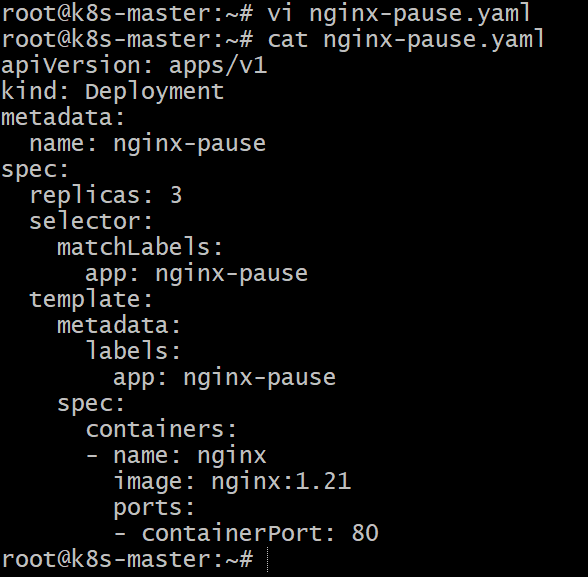 root@k8s-master:~# vi nginx-pause.yaml
root@k8s-master:~# cat nginx-pause.yaml
apiVersion: apps/v1
kind: Deployment
metadata:
  name: nginx-pause
spec:
  replicas: 3
  selector:
    matchLabels:
      app: nginx-pause
  template:
    metadata:
      labels:
        app: nginx-pause
    spec:
      containers:
      - name: nginx
        image: nginx:1.21
        ports:
        - containerPort: 80
root@k8s-master:~#